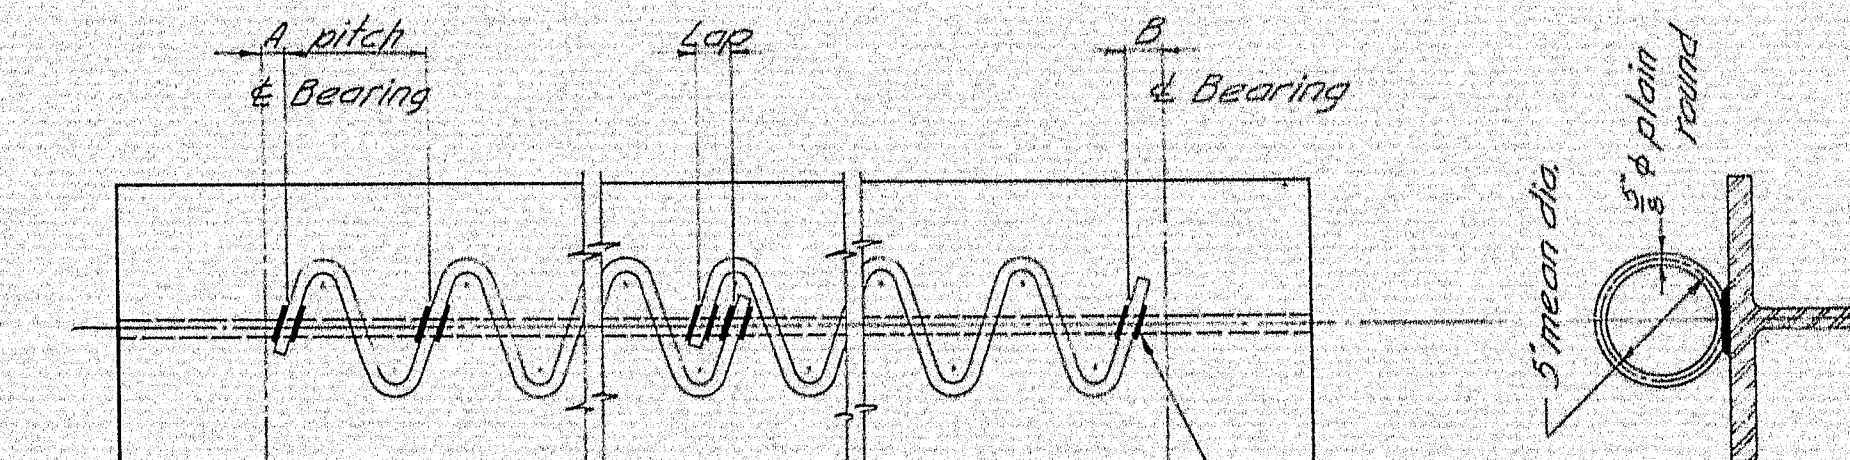 A pitch
℄ Bearing
Lap
B
℄ Bearing
5" mean dia.
5/8" φ plain
round